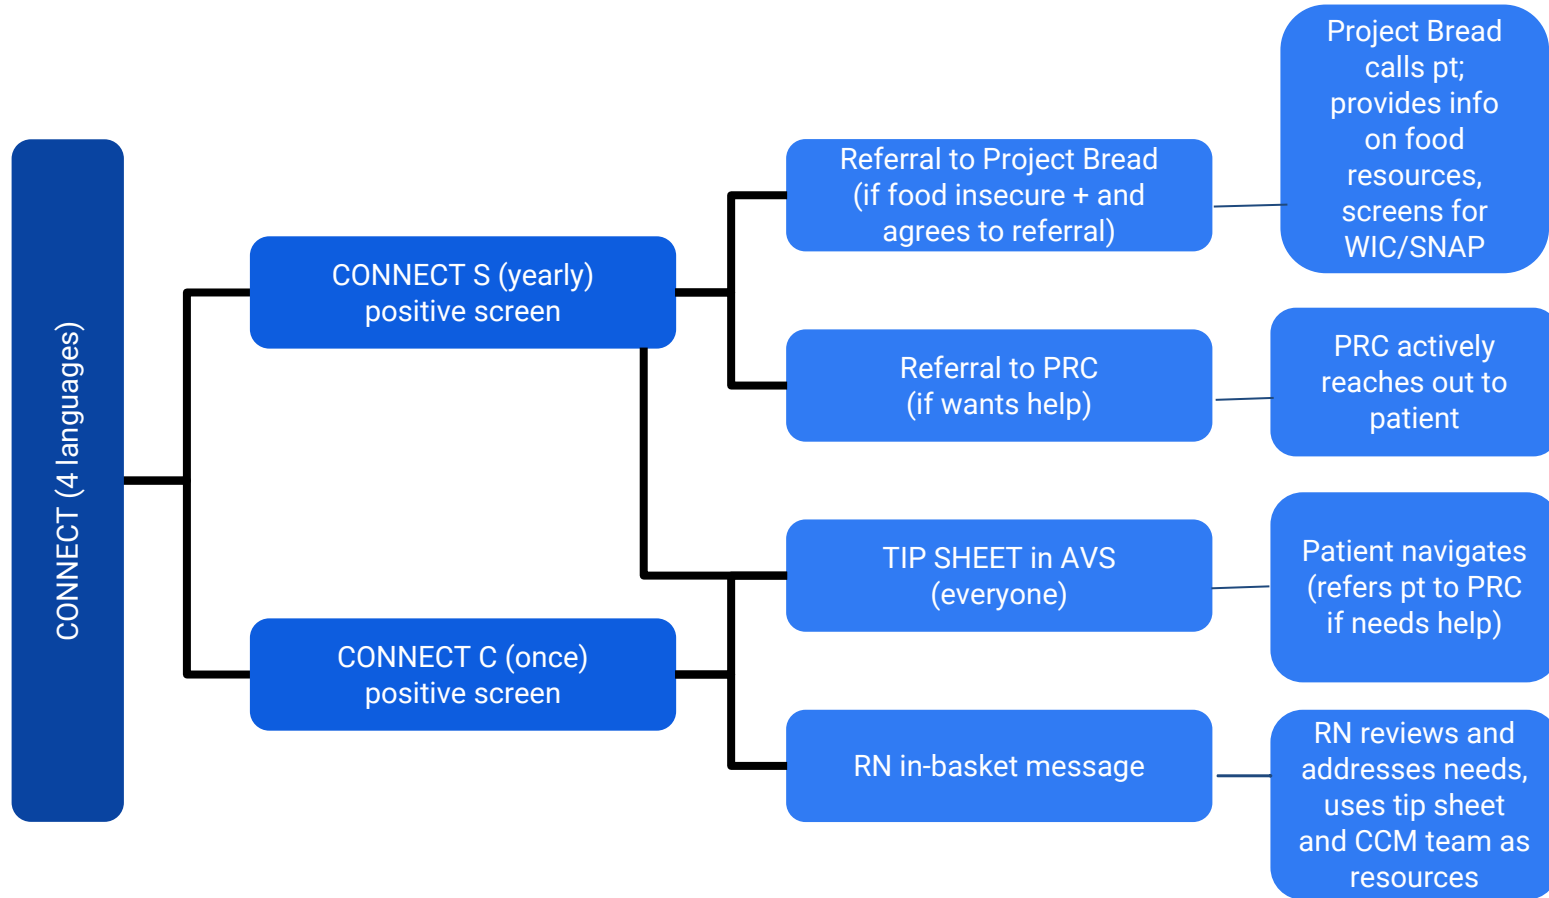 CONNECT (4 languages)
CONNECT S (yearly)
positive screen
CONNECT C (once)
positive screen
Referral to Project Bread
(if food insecure + and
agrees to referral)
Project Bread
calls pt;
provides info
on food
resources,
screens for
WIC/SNAP
Referral to PRC
(if wants help)
PRC actively
reaches out to
patient
TIP SHEET in AVS
(everyone)
Patient navigates
(refers pt to PRC
if needs help)
RN in-basket message
RN reviews and
addresses needs,
uses tip sheet
and CCM team as
resources